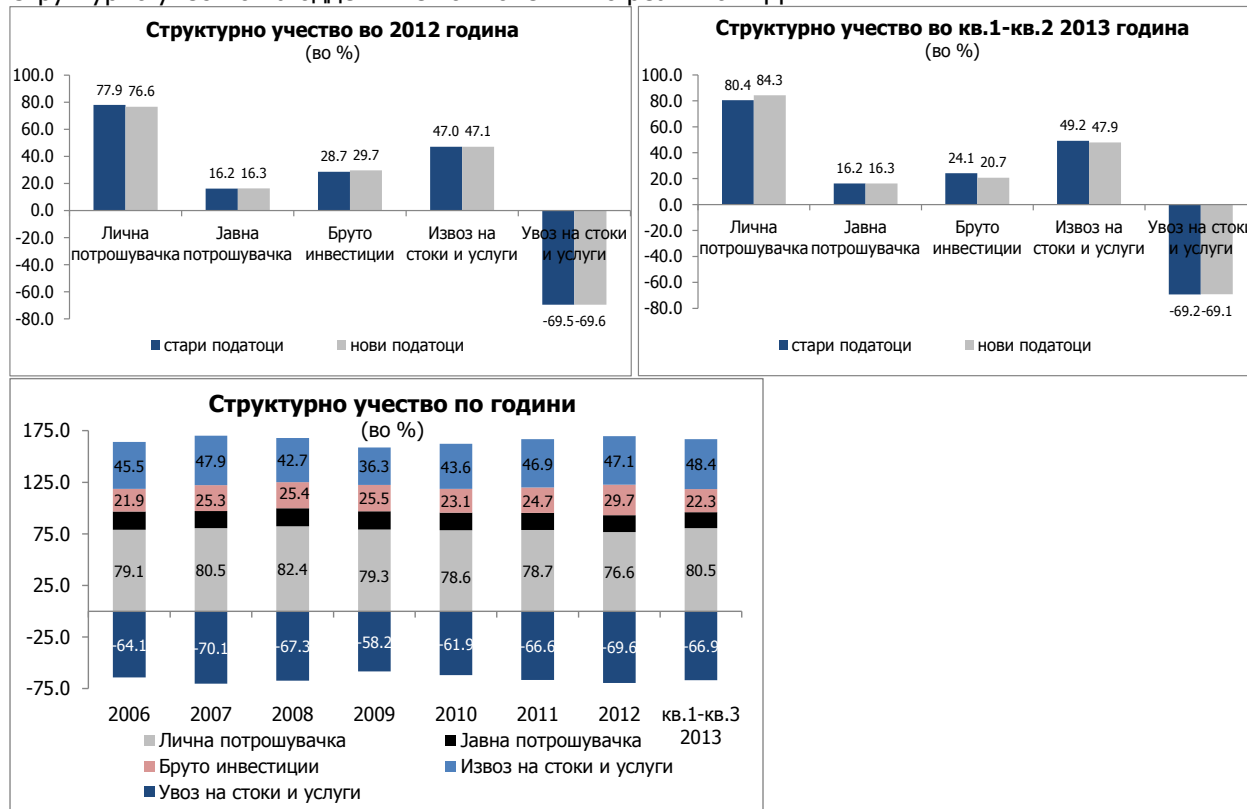 Структурно учество во 2012 година
(во %)
100.0
80.0
60.0
40.0
20.0
0.0
-20.0
-40.0
-60.0
-80.0
77.9 76.6
16.2 16.3
28.7 29.7
47.0 47.1
-69.5 -69.6
Лична потрошувачка
Јавна потрошувачка
Бруто инвестиции
Извоз на стоки и услуги
Увоз на стоки и услуги
стари податоци нови податоци
Структурно учество во кв.1-кв.2 2013 година
(во %)
100.0
80.0
60.0
40.0
20.0
0.0
-20.0
-40.0
-60.0
-80.0
80.4 84.3
16.2 16.3
24.1 20.7
49.2 47.9
-69.2 -69.1
Лична потрошувачка
Јавна потрошувачка
Бруто инвестиции
Извоз на стоки и услуги
Увоз на стоки и услуги
стари податоци нови податоци
Структурно учество по години
(во %)
175.0
125.0
75.0
25.0
-25.0
-75.0
45.5 47.9 42.7 36.3 43.6 46.9 47.1 48.4
21.9 25.3 25.4 25.5 23.1 24.7 29.7 22.3
79.1 80.5 82.4 79.3 78.6 78.7 76.6 80.5
-64.1 -70.1 -67.3 -58.2 -61.9 -66.6 -69.6 -66.9
2006 2007 2008 2009 2010 2011 2012 кв.1-кв.3
2013
Лична потрошувачка Јавна потрошувачка
Бруто инвестиции Извоз на стоки и услуги
Увоз на стоки и услуги